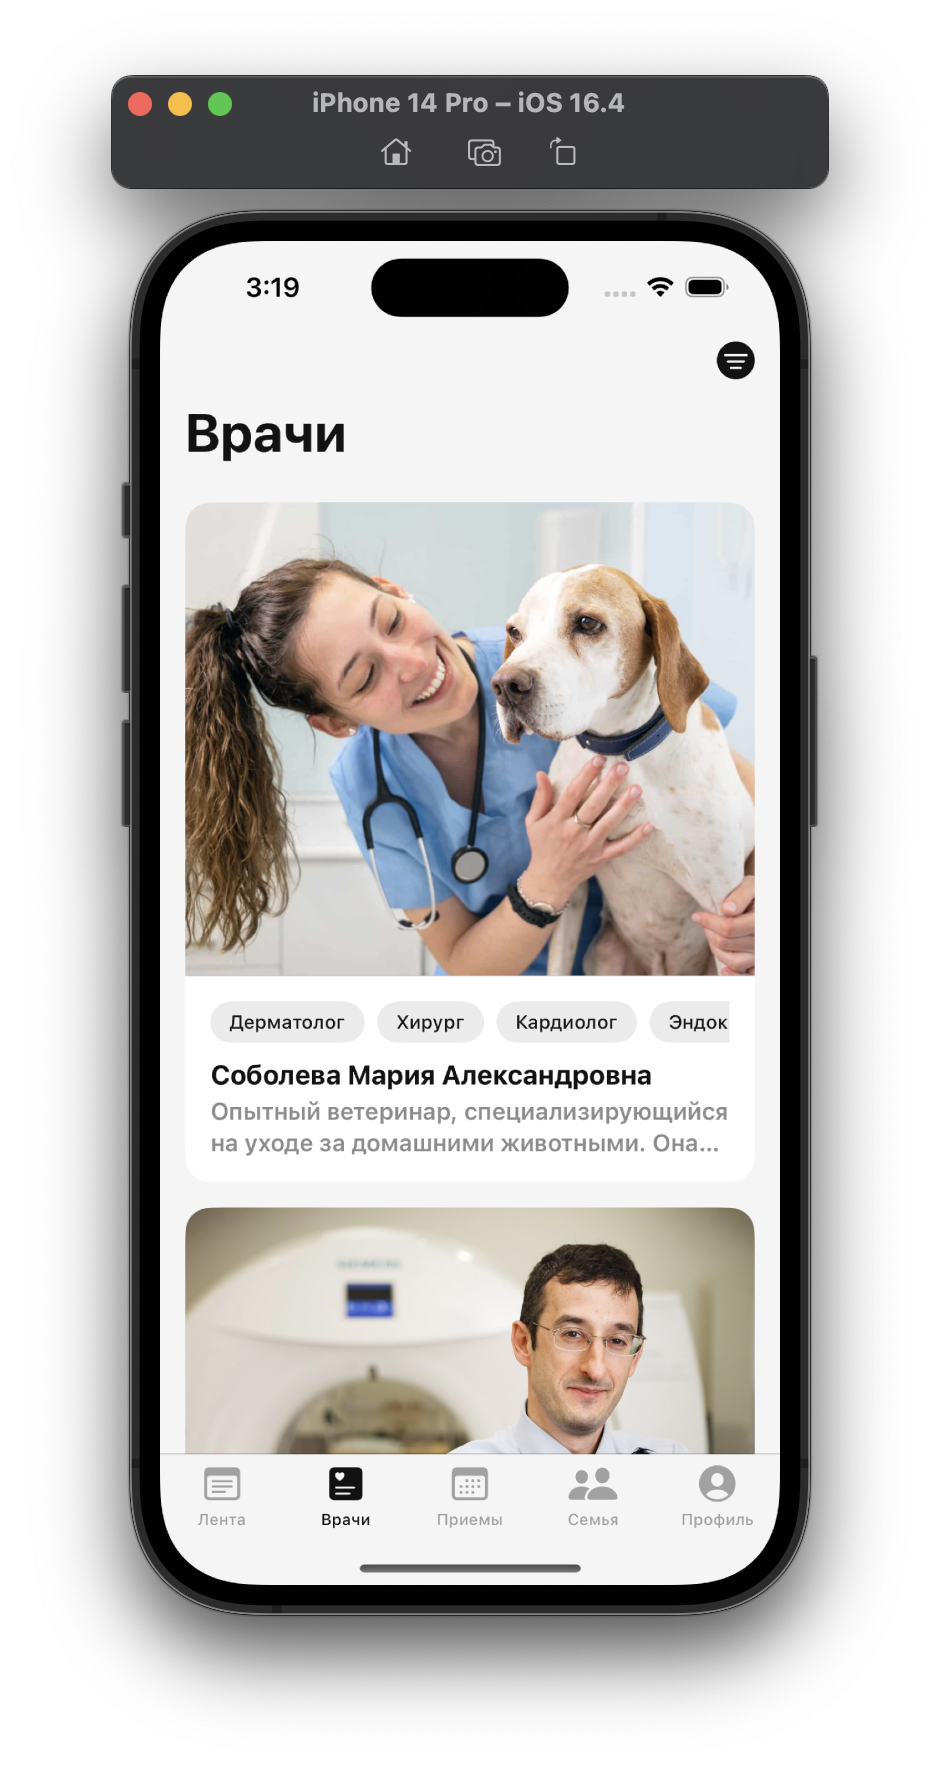 iPhone 14 Pro – iOS 16.4
3:19
Врачи
Дерматолог Хирург Кардиолог Эндок
Соболева Мария Александровна
Опытный ветеринар, специализирующийся
на уходе за домашними животными. Она...
Лента Врачи Приемы Семья Профиль